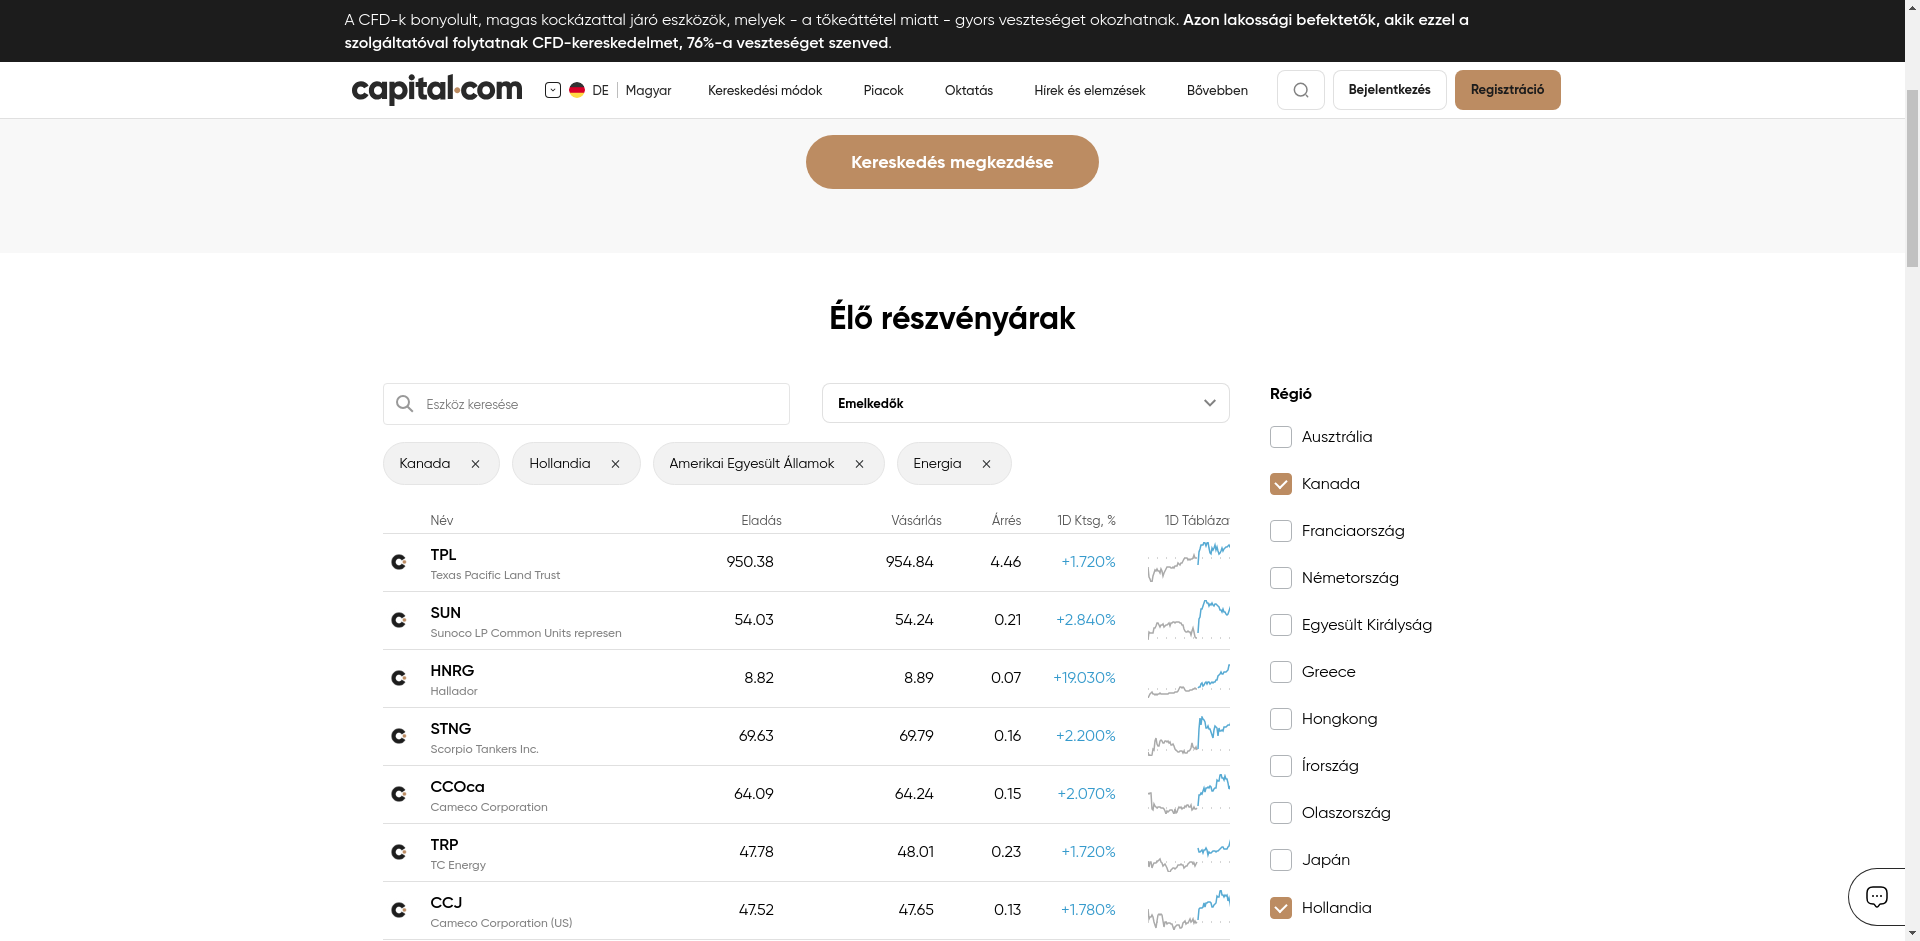 A CFD-k bonyolult, magas kockázattal járó eszközök, melyek - a tőkeáttétel miatt - gyors veszteséget okozhatnak. Azon lakossági befektetők, akik ezzel a
szolgáltatóval folytatnak CFD-kereskedelmet, 76%-a veszteséget szenved.
capital.com DE Magyar Kereskedési módok Piacok Oktatás Hírek és elemzések Bővebben Bejelentkezés Regisztráció
Kereskedés megkezdése
Élő részvényárak
Eszköz keresése
Emelkedők
Kanada Hollandia Amerikai Egyesült Államok Energia
Név Eladás Vásárlás Árrés 1D Ktsg, %  1D Tábláza
TPL 950.38 954.84 4.46 +1.720%
Texas Pacific Land Trust
SUN 54.03 54.24 0.21 +2.840%
Sunoco LP Common Units represen
HNRG 8.82 8.89 0.07 +19.030%
Hallador
STNG 69.63 69.79 0.16 +2.200%
Scorpio Tankers Inc.
CCOca 64.09 64.24 0.15 +2.070%
Cameco Corporation
TRP 47.78 48.01 0.23 +1.720%
TC Energy
CCJ 47.52 47.65 0.13 +1.780%
Cameco Corporation (US)
Régió
Ausztrália
Kanada
Franciaország
Németország
Egyesült Királyság
Greece
Hongkong
Írország
Olaszország
Japán
Hollandia